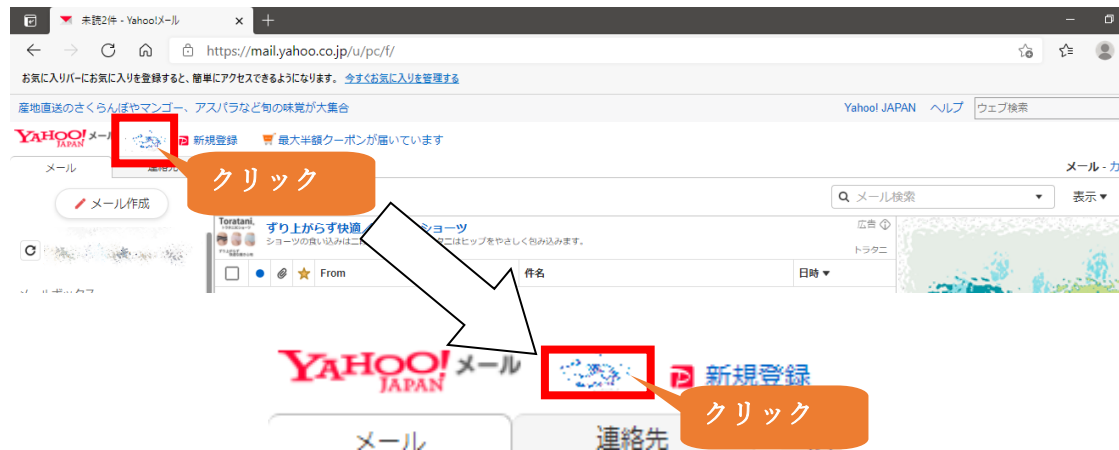 未読2件 - Yahoo!メール
https://mail.yahoo.co.jp/u/pc/f/
お気に入りバーにお気に入りを登録すると、簡単にアクセスできるようになります。 今すぐお気に入りを管理する
産地直送のさくらんぼやマンゴー、アスパラなど旬の味覚が大集合
Yahoo! JAPAN ヘルプ ウェブ検索
YAHOO! JAPAN メール 新規登録 最大半額クーポンが届いています
メール
メール -
クリック
メール作成
メール検索 表示▼
Toratani.
ずり上がらず快適 ショーツ
広告
ショーツの食い込みは二 タニはヒップをやさしく包み込みます。
トラタニ
From 件名 日時▼
YAHOO! JAPAN メール 新規登録
クリック
メール 連絡先